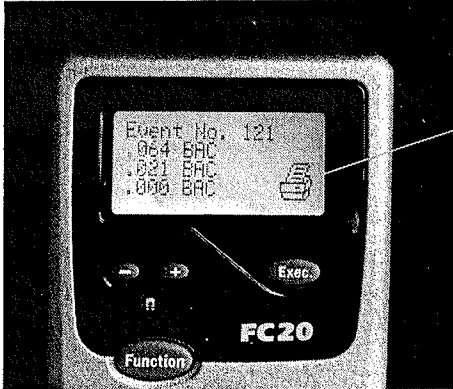 Event No. 121
.064 BAC
.021 BAC
.000 BAC
- +
Exec.
FC20
Function